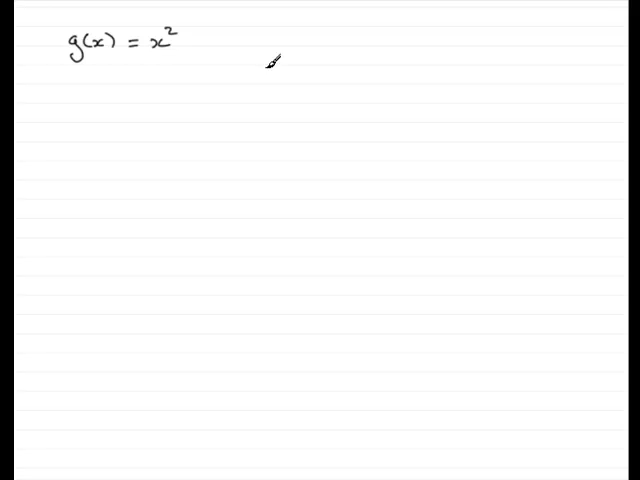 g(x) = x²